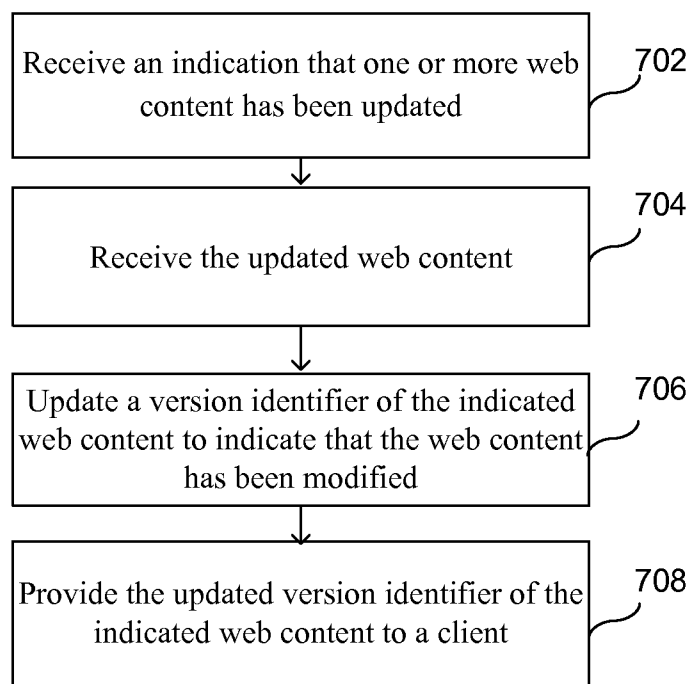 Receive an indication that one or more web
content has been updated
702
Receive the updated web content
704
Update a version identifier of the indicated
web content to indicate that the web content
has been modified
706
Provide the updated version identifier of the
indicated web content to a client
708